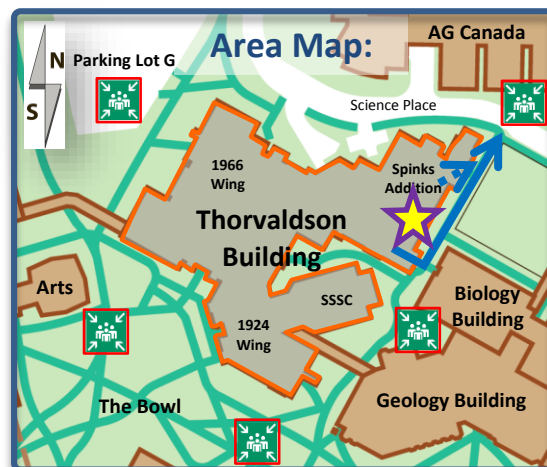 Area Map:
AG Canada
N
S
Parking Lot G
Science Place
1966
Wing
Spinks
Addition
Thorvaldson
Building
Arts
SSSC
Biology
Building
1924
Wing
The Bowl
Geology Building